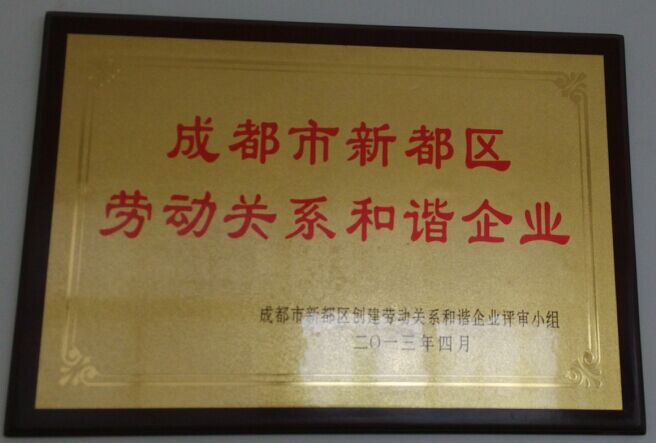 成都市新都区
劳动关系和谐企业
成都市新都区创建劳动关系和谐企业评审小组
二〇一三年四月